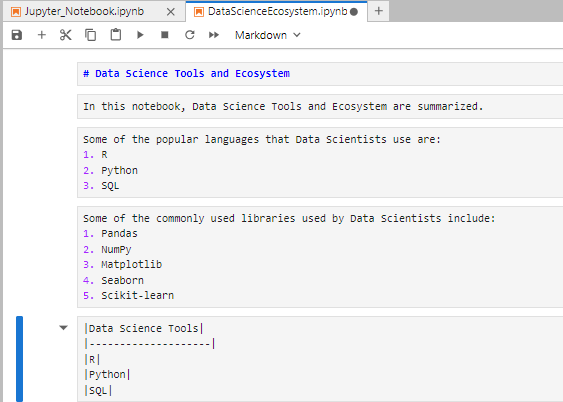 Jupyter_Notebook.ipynb
DataScienceEcosystem.ipynb
Markdown
# Data Science Tools and Ecosystem
In this notebook, Data Science Tools and Ecosystem are summarized.
Some of the popular languages that Data Scientists use are:
1. R
2. Python
3. SQL
Some of the commonly used libraries used by Data Scientists include:
1. Pandas
2. NumPy
3. Matplotlib
4. Seaborn
5. Scikit-learn
|Data Science Tools|
|--------------------|
|R|
|Python|
|SQL|